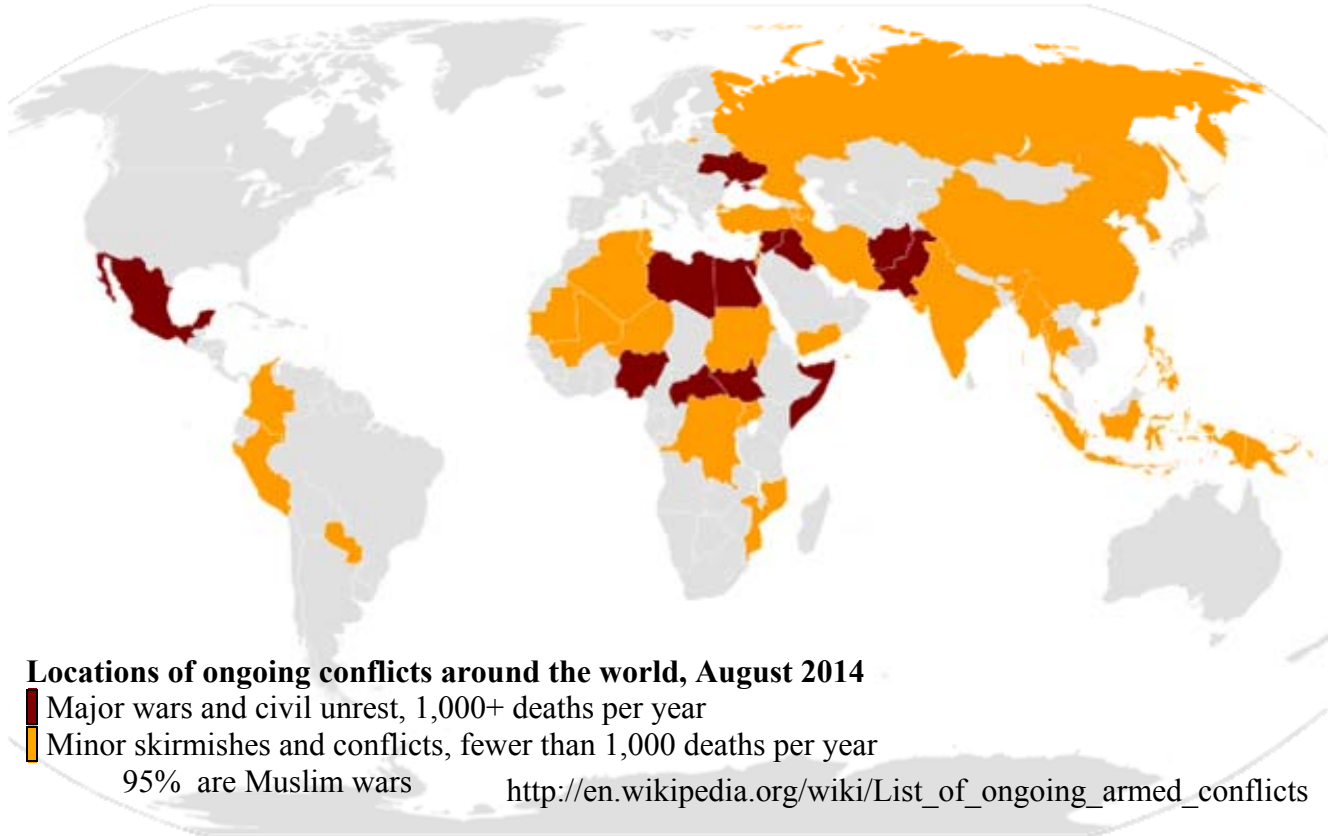 Locations of ongoing conflicts around the world, August 2014
Major wars and civil unrest, 1,000+ deaths per year
Minor skirmishes and conflicts, fewer than 1,000 deaths per year
95% are Muslim wars
http://en.wikipedia.org/wiki/List_of_ongoing_armed_conflicts